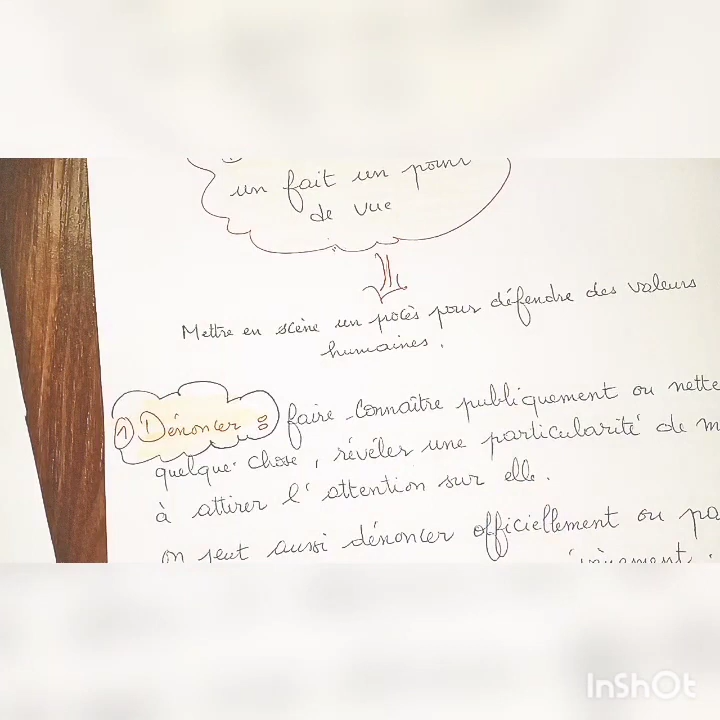 un fait un point
de vue
Mettre en scène un pocès pour défendre des valeurs
humaines.
1) Dénoncer : faire connaître publiquement ou nette
quelque chose, révéler une particularité de m
à attirer l'attention sur elle.
on peut aussi dénoncer officiellement ou pa
InShOt